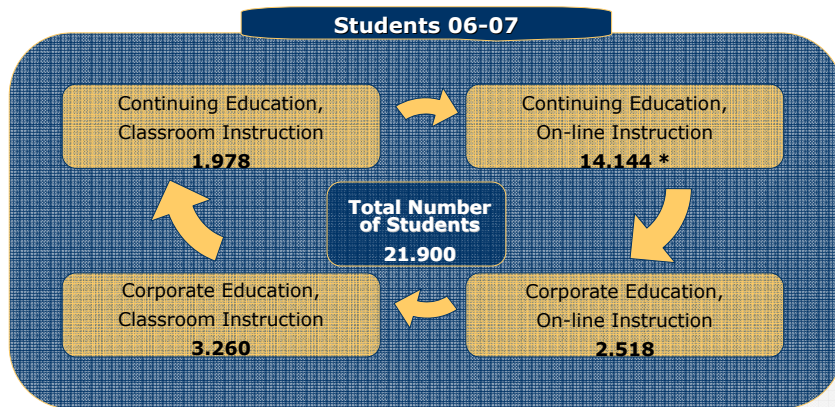 Students 06-07
Continuing Education,
Classroom Instruction
1.978
Continuing Education,
On-line Instruction
14.144 *
Total Number
of Students
21.900
Corporate Education,
Classroom Instruction
3.260
Corporate Education,
On-line Instruction
2.518